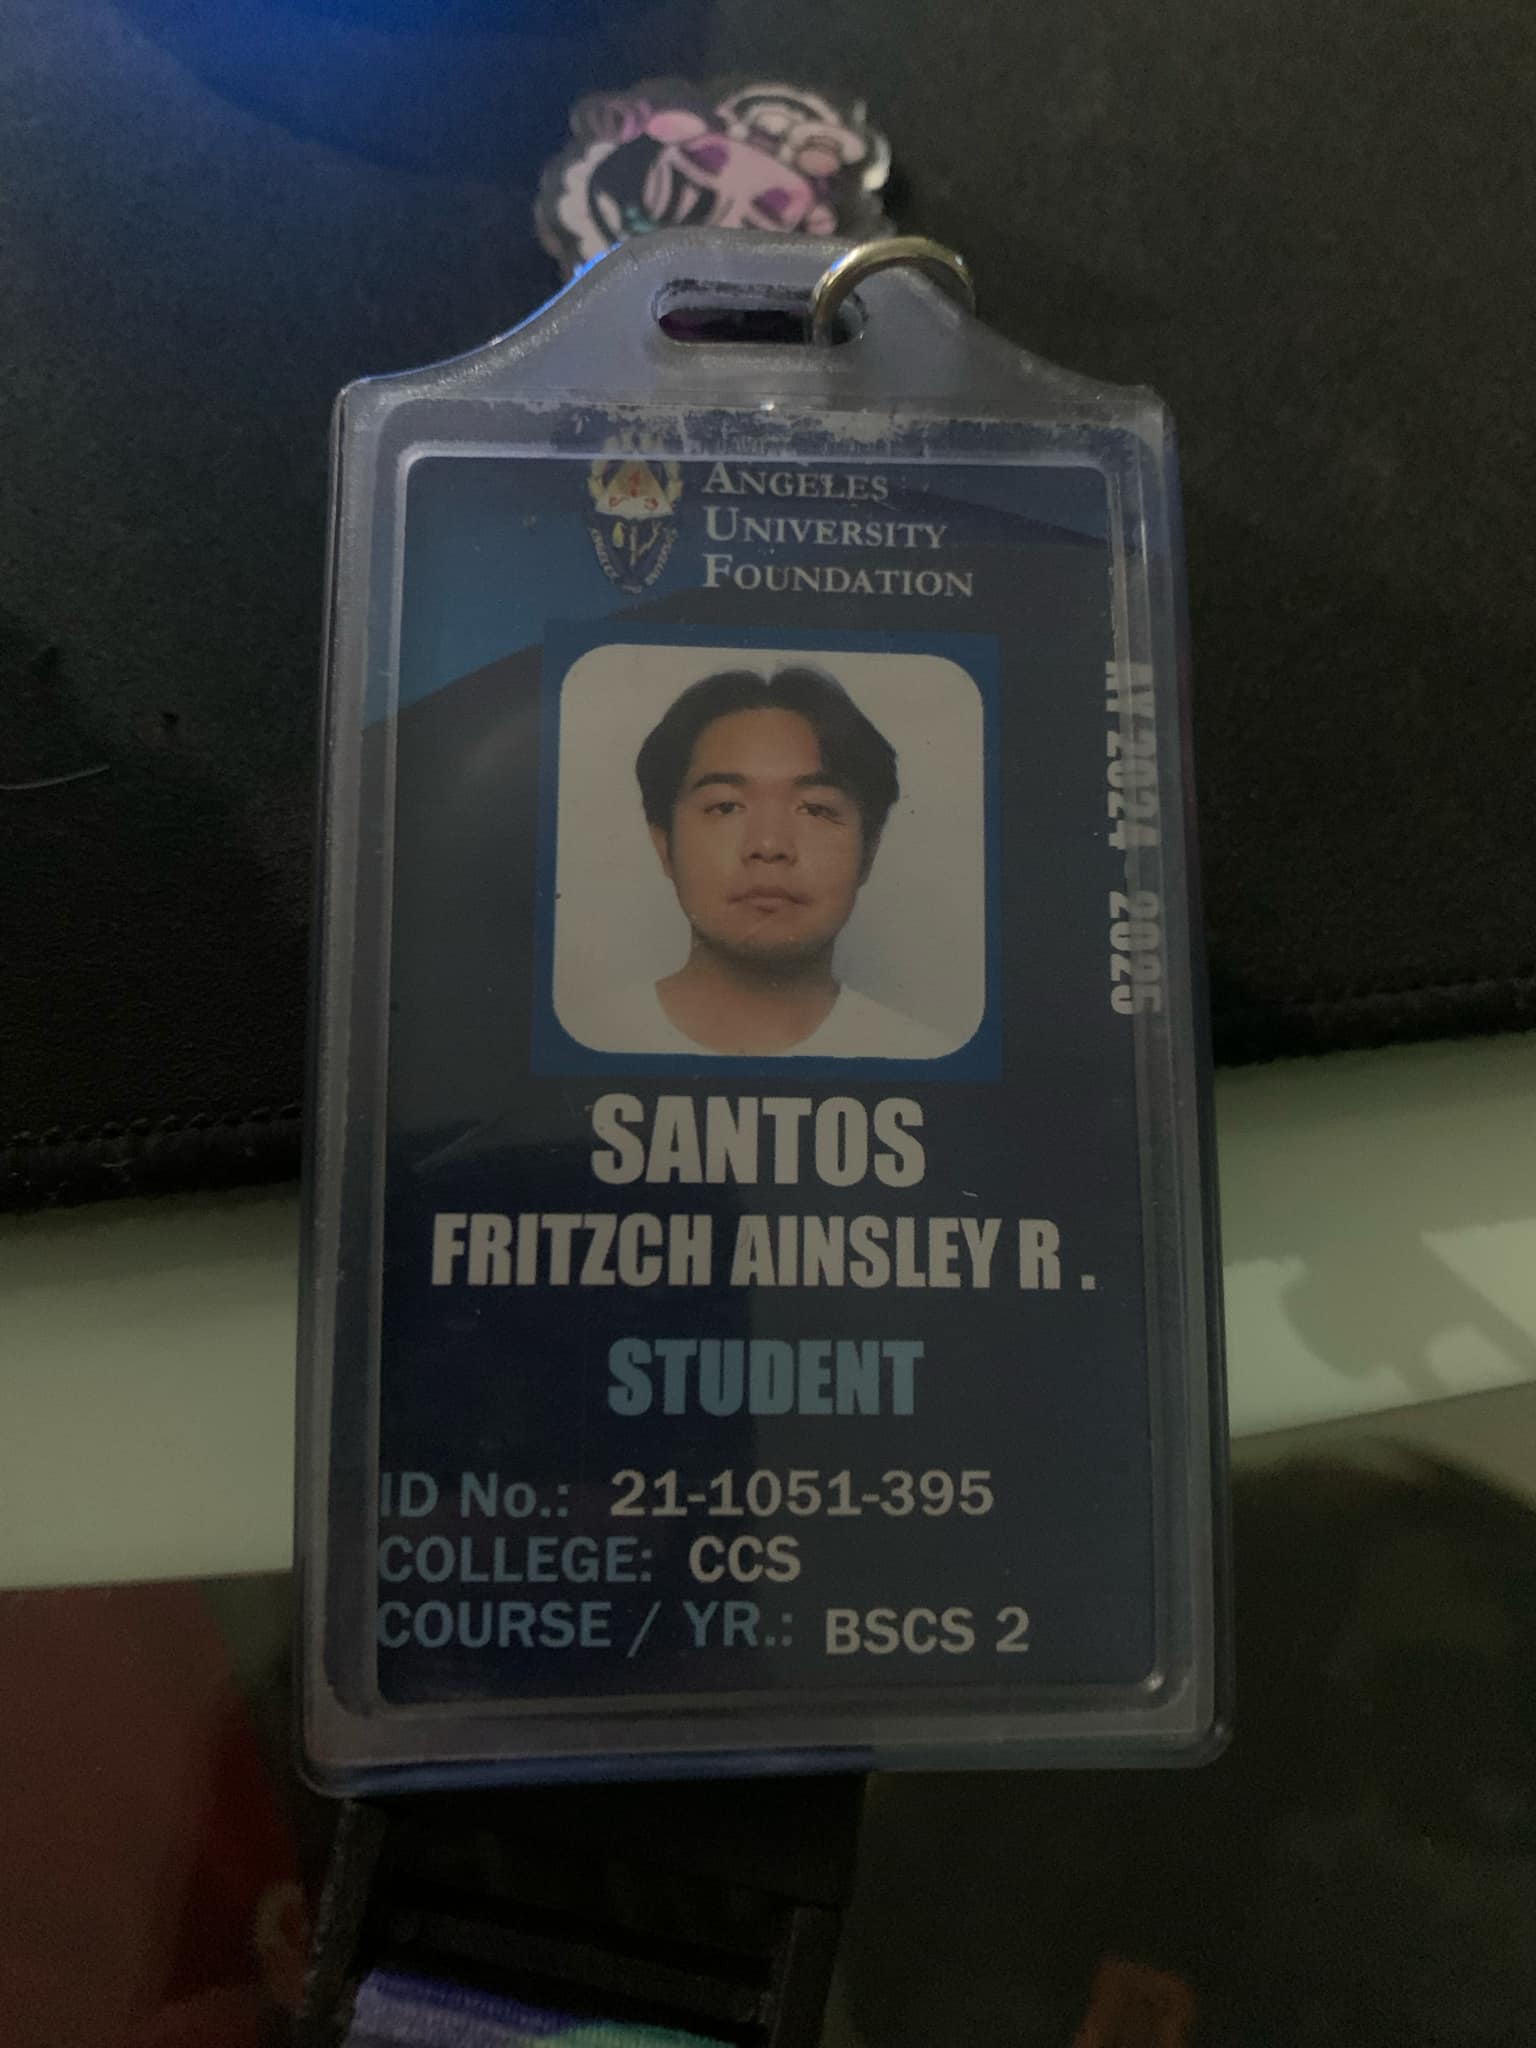 ANGELES
UNIVERSITY
FOUNDATION
AY 2024 - 2025
SANTOS
FRITZCH AINSLEY R .
STUDENT
ID No.: 21-1051-395
COLLEGE: CCS
COURSE / YR.: BSCS 2